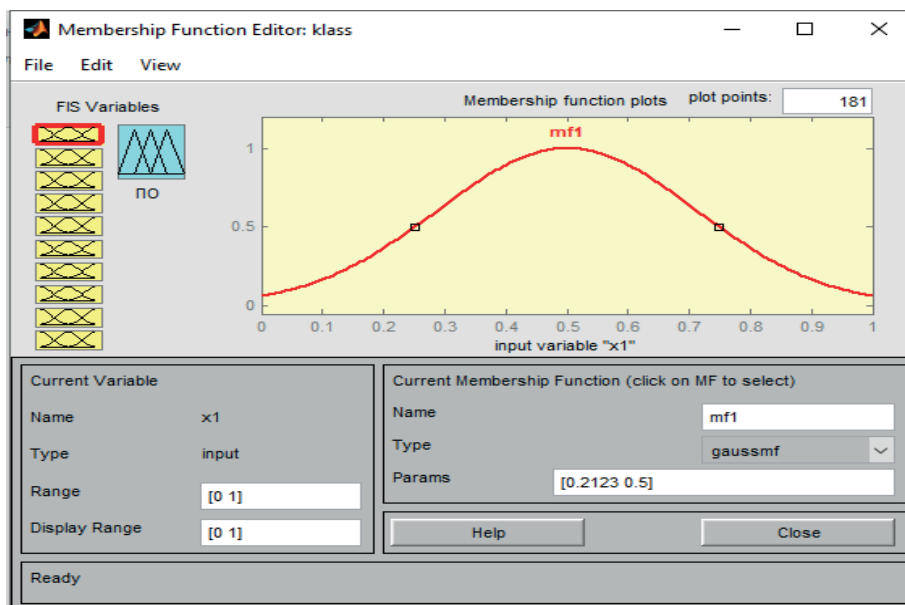 Membership Function Editor: klass
File Edit View
FIS Variables
ПО
Membership function plots plot points: 181
mf1
1
0.5
0
0 0.1 0.2 0.3 0.4 0.5 0.6 0.7 0.8 0.9 1
input variable "x1"
Current Variable
Name x1
Type input
Range [0 1]
Display Range [0 1]
Current Membership Function (click on MF to select)
Name mf1
Type gaussmf
Params [0.2123 0.5]
Help Close
Ready